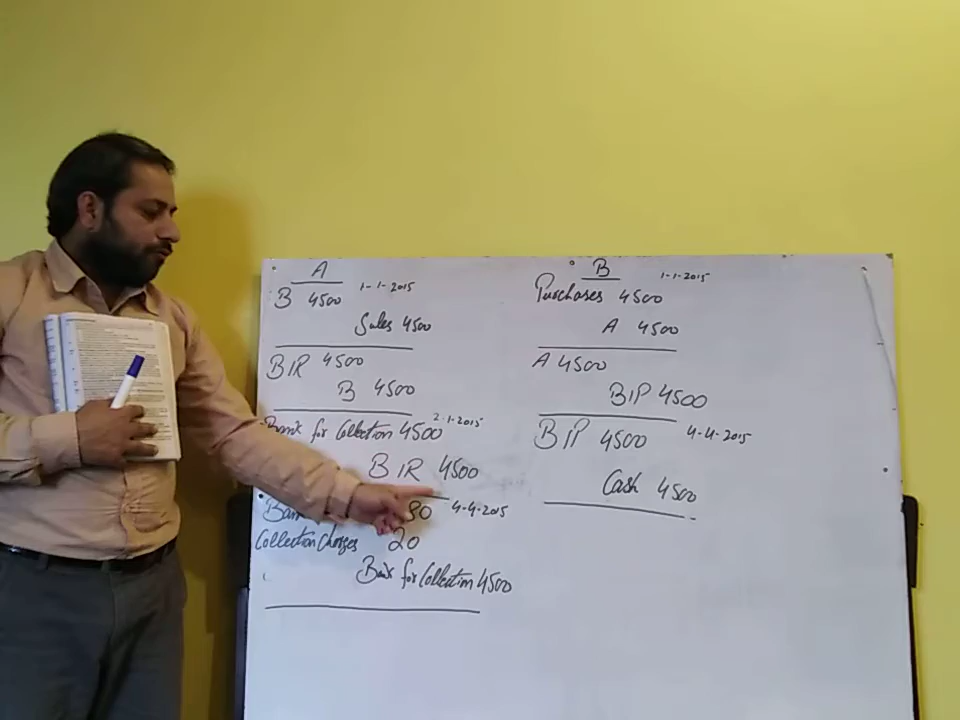 A
B 4500 1-1-2015
Sales 4500
BIR 4500
B 4500
Bank for Collection 4500 2-1-2015
BIR 4500
80 4-4-2015
Collection Charges 20
Bank for Collection 4500
B
Purchases 4500 1-1-2015
A 4500
A 4500
BIP 4500
BIP 4500 4-4-2015
Cash 4500